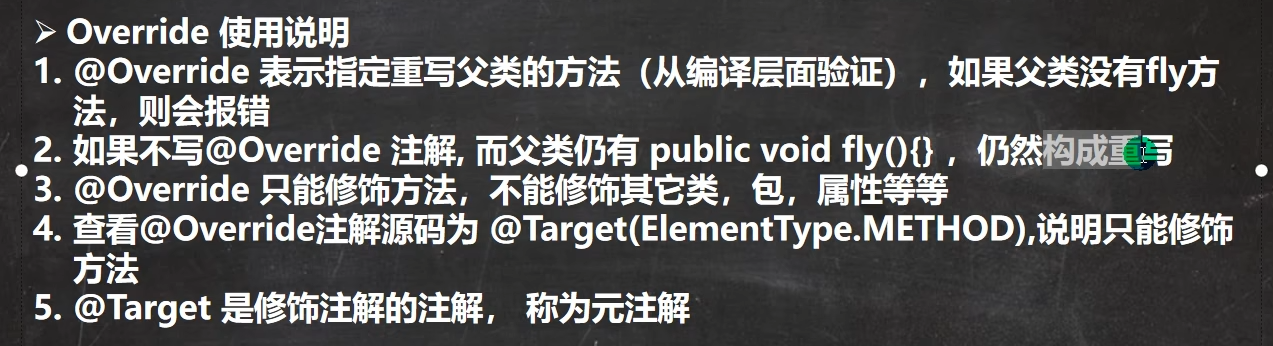 ➢ Override 使用说明
1. @Override 表示指定重写父类的方法（从编译层面验证），如果父类没有fly方
法，则会报错
2. 如果不写@Override 注解, 而父类仍有 public void fly(){} ，仍然构成重写
3. @Override 只能修饰方法，不能修饰其它类，包，属性等等
4. 查看@Override注解源码为 @Target(ElementType.METHOD),说明只能修饰
方法
5. @Target 是修饰注解的注解， 称为元注解